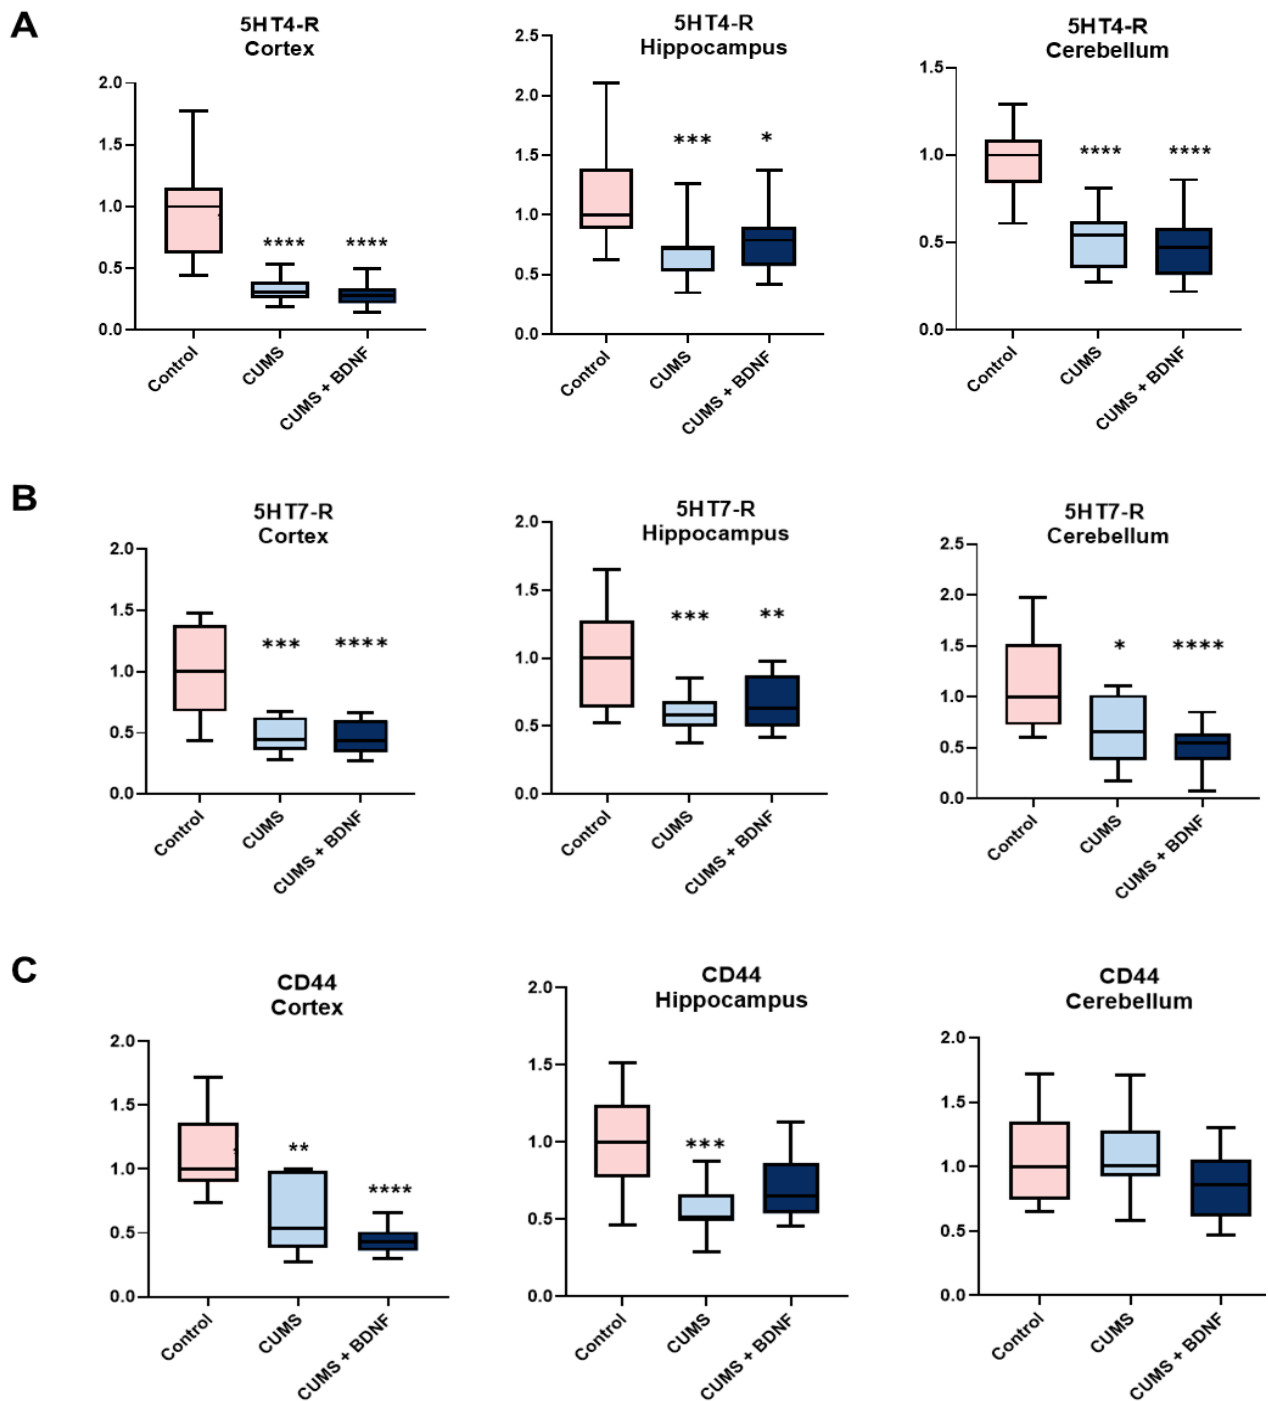 A
5HT4-R
Cortex
2.0
1.5
1.0
0.5
0.0
****
****
Control
CUMS
CUMS + BDNF
5HT4-R
Hippocampus
2.5
2.0
1.5
1.0
0.5
0.0
***
*
Control
CUMS
CUMS + BDNF
5HT4-R
Cerebellum
1.5
1.0
0.5
0.0
****
****
Control
CUMS
CUMS + BDNF
B
5HT7-R
Cortex
2.0
1.5
1.0
0.5
0.0
***
****
Control
CUMS
CUMS + BDNF
5HT7-R
Hippocampus
2.0
1.5
1.0
0.5
0.0
***
**
Control
CUMS
CUMS + BDNF
5HT7-R
Cerebellum
2.5
2.0
1.5
1.0
0.5
0.0
*
****
Control
CUMS
CUMS + BDNF
C
CD44
Cortex
2.0
1.5
1.0
0.5
0.0
**
****
Control
CUMS
CUMS + BDNF
CD44
Hippocampus
2.0
1.5
1.0
0.5
0.0
***
Control
CUMS
CUMS + BDNF
CD44
Cerebellum
2.0
1.5
1.0
0.5
0.0
Control
CUMS
CUMS + BDNF